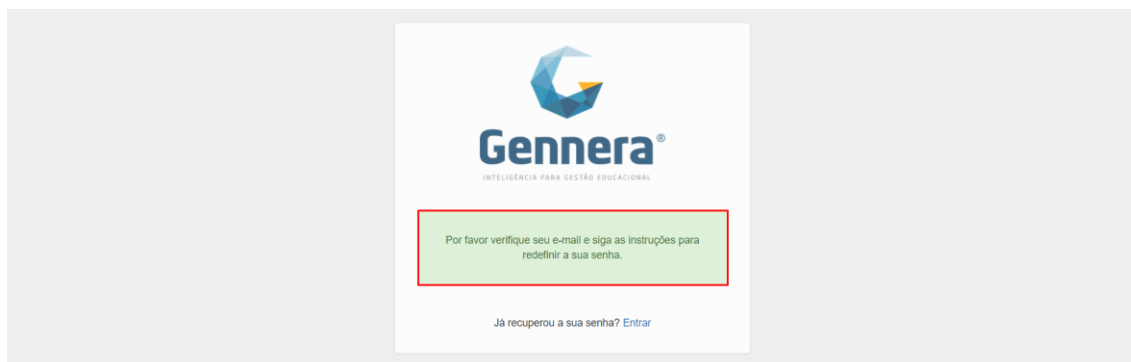 Gennera®
INTELIGÊNCIA PARA GESTÃO EDUCACIONAL
Por favor verifique seu e-mail e siga as instruções para
redefinir a sua senha.
Já recuperou a sua senha? Entrar